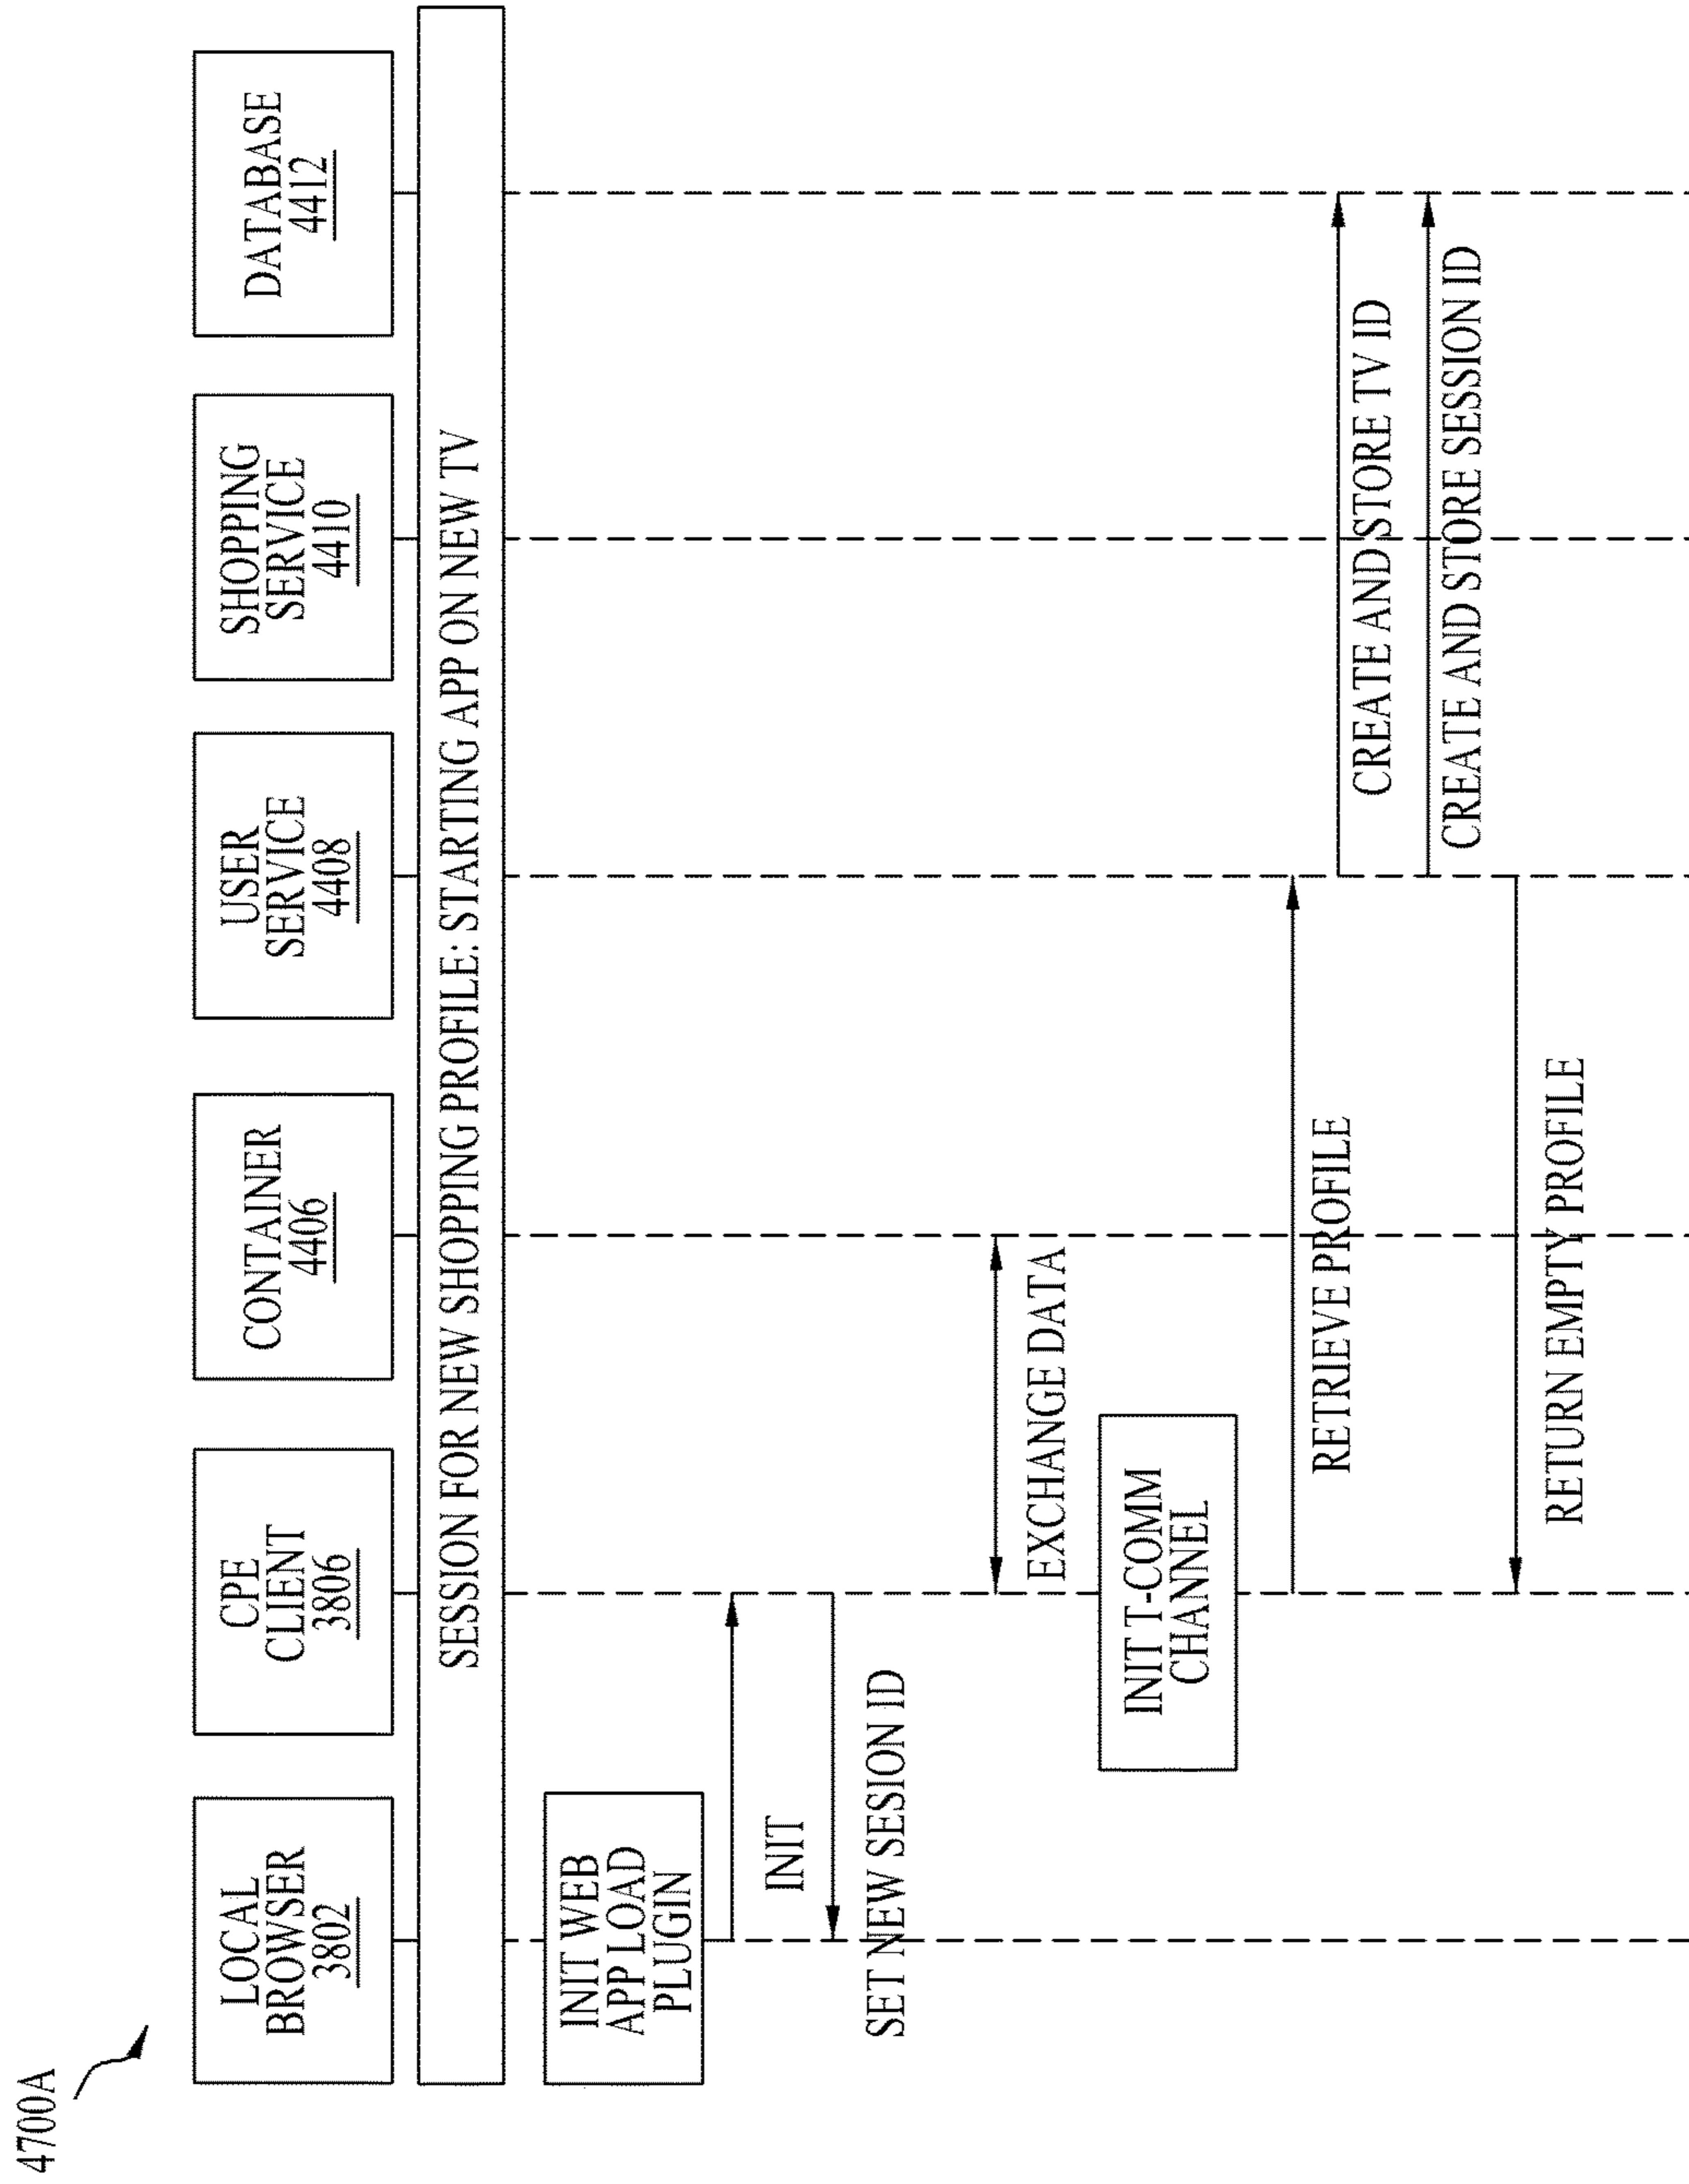 4700A
LOCAL
BROWSER
3802
CPE
CLIENT
3806
CONTAINER
4406
USER
SERVICE
4408
SHOPPING
SERVICE
4410
DATABASE
4412
SESSION FOR NEW SHOPPING PROFILE: STARTING APP ON NEW TV
INIT WEB
APP LOAD
PLUGIN
INIT
SET NEW SESION ID
EXCHANGE DATA
INIT T-COMM
CHANNEL
RETRIEVE PROFILE
CREATE AND STORE TV ID
CREATE AND STORE SESSION ID
RETURN EMPTY PROFILE